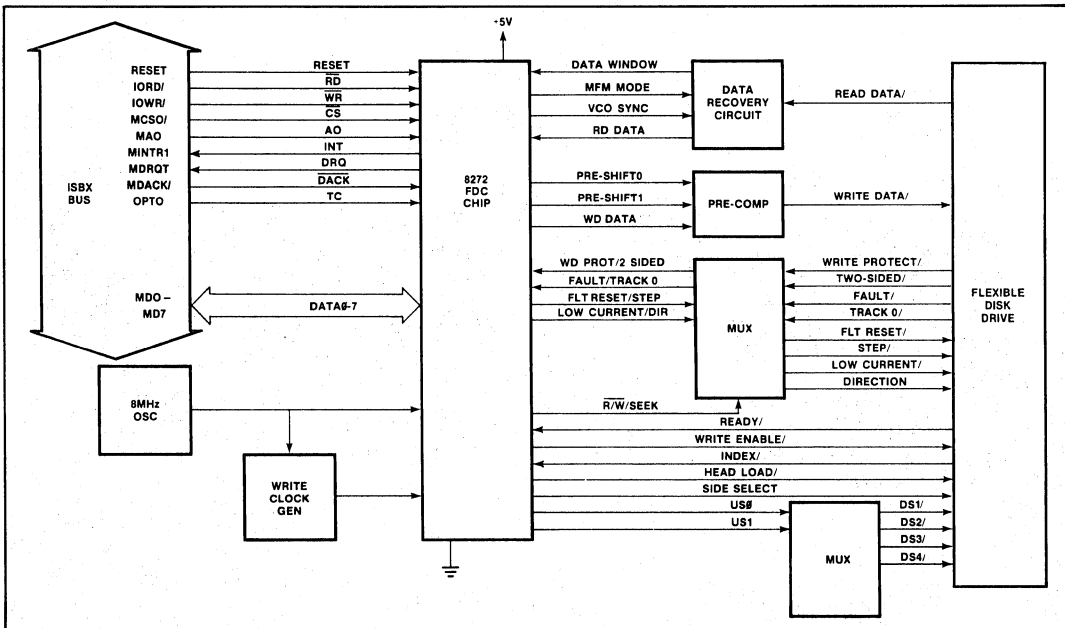 +5V
ISBX
BUS
RESET
IORD/
IOWR/
MCSO/
MAO
MINTR1
MDRQT
MDACK/
OPTO
MDO –
MD7
RESET
RD
WR
CS
AO
INT
DRQ
DACK
TC
DATAØ-7
8MHz
OSC
WRITE
CLOCK
GEN
8272
FDC
CHIP
DATA WINDOW
MFM MODE
VCO SYNC
RD DATA
DATA
RECOVERY
CIRCUIT
READ DATA/
PRE-SHIFT0
PRE-SHIFT1
WD DATA
PRE-COMP
WRITE DATA/
WD PROT/2 SIDED
FAULT/TRACK 0
FLT RESET/STEP
LOW CURRENT/DIR
MUX
WRITE PROTECT/
TWO-SIDED/
FAULT/
TRACK 0/
FLT RESET/
STEP/
LOW CURRENT/
DIRECTION
R/W/SEEK
READY/
WRITE ENABLE/
INDEX/
HEAD LOAD/
SIDE SELECT
USØ
US1
MUX
DS1/
DS2/
DS3/
DS4/
FLEXIBLE
DISK
DRIVE